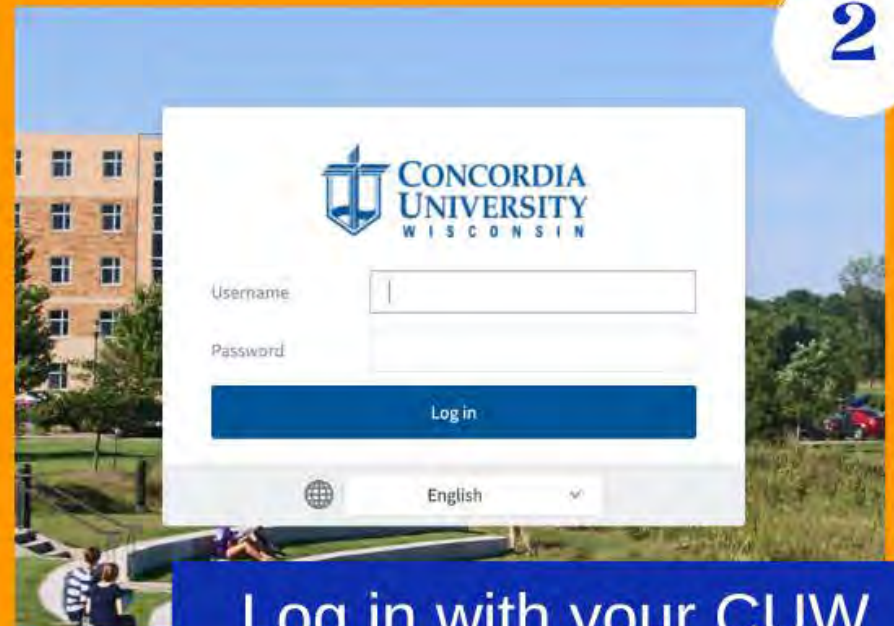 2
CONCORDIA
UNIVERSITY
WISCONSIN
Username
Password
Log in
English
Log in with your CUW